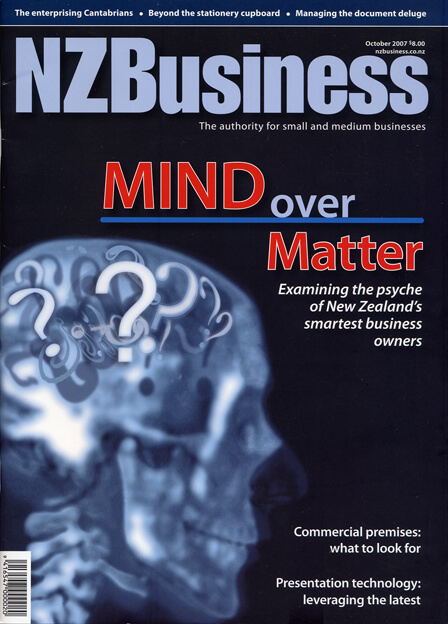 The enterprising Cantabrians • Beyond the stationery cupboard • Managing the document deluge
October 2007 $8.00
nzbusiness.co.nz
NZBusiness
The authority for small and medium businesses
MIND over
Matter
Examining the psyche
of New Zealand's
smartest business
owners
Commercial premises:
what to look for
Presentation technology:
leveraging the latest